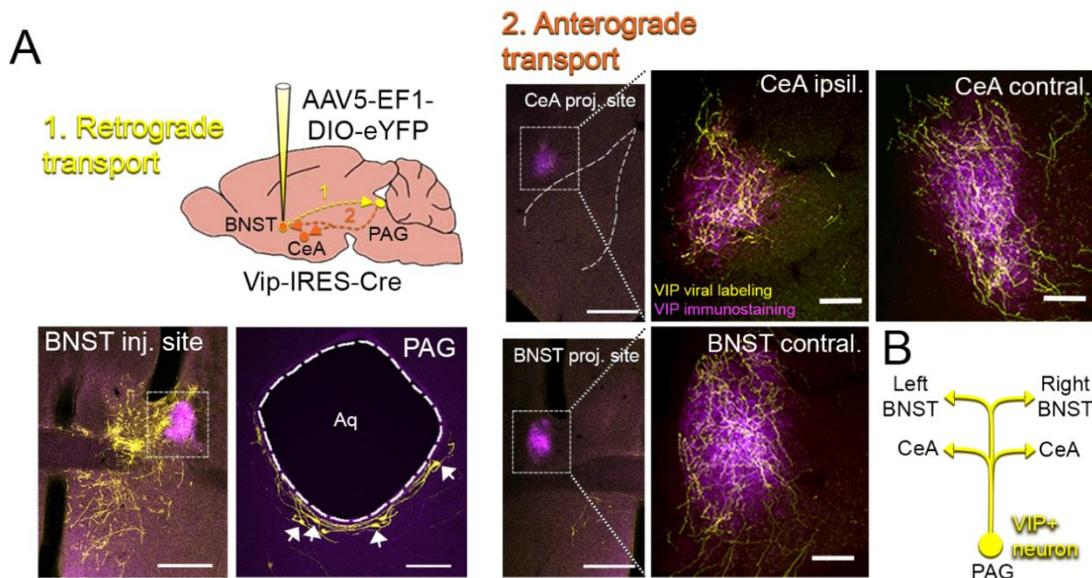 A
1. Retrograde
transport
AAV5-EF1-
DIO-eYFP
1
2
BNST
CeA
PAG
Vip-IRES-Cre
BNST inj. site
PAG
Aq
2. Anterograde
transport
CeA proj. site
CeA ipsil.
CeA contral.
VIP viral labeling
VIP immunostaining
BNST proj. site
BNST contral.
B
Left
BNST
Right
BNST
CeA
CeA
VIP+
neuron
PAG